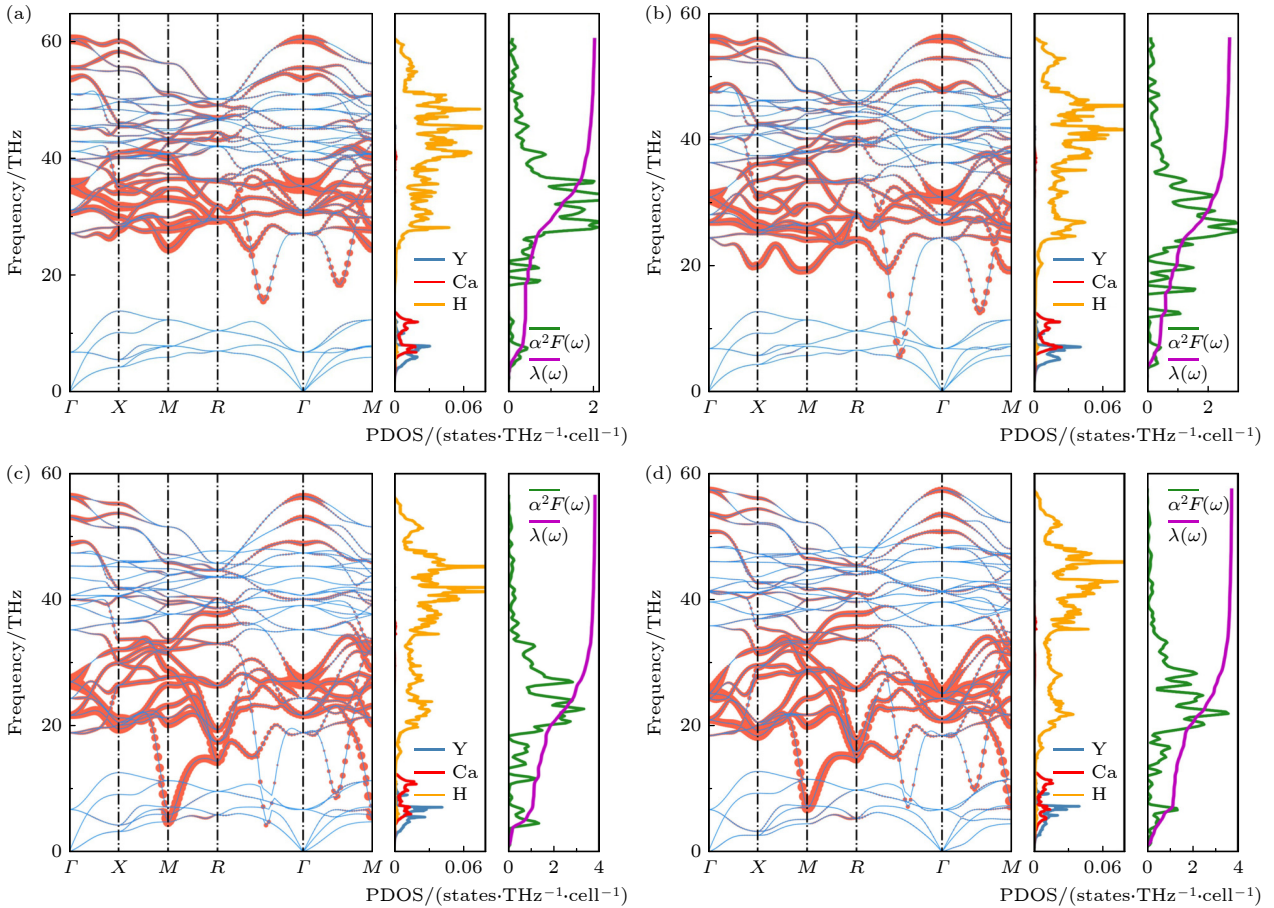 (a)
60
40
20
0
Frequency/THz
Γ X M R Γ M
Y
Ca
H
0 0.06
α²F(ω)
λ(ω)
0 2
PDOS/(states·THz⁻¹·cell⁻¹)
(b)
60
40
20
0
Frequency/THz
Γ X M R Γ M
Y
Ca
H
0 0.06
α²F(ω)
λ(ω)
0 2
PDOS/(states·THz⁻¹·cell⁻¹)
(c)
60
40
20
0
Frequency/THz
Γ X M R Γ M
Y
Ca
H
0 0.06
α²F(ω)
λ(ω)
0 1 2 3 4
PDOS/(states·THz⁻¹·cell⁻¹)
(d)
60
40
20
0
Frequency/THz
Γ X M R Γ M
Y
Ca
H
0 0.06
α²F(ω)
λ(ω)
0 1 2 3 4
PDOS/(states·THz⁻¹·cell⁻¹)